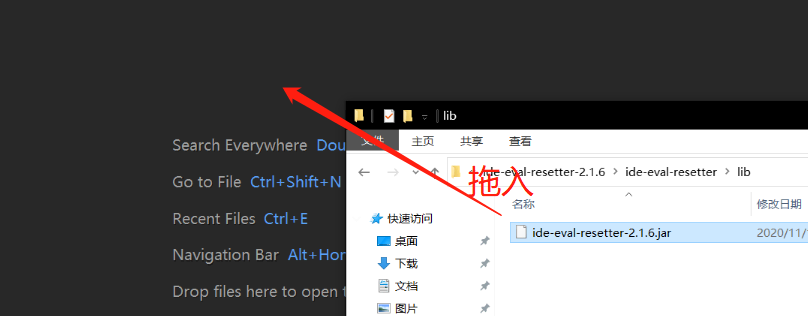 lib
文件 主页 共享 查看
Search Everywhere Dou
ide-eval-resetter-2.1.6 › ide-eval-resetter › lib
Go to File Ctrl+Shift+N
拖入
名称 修改日期
Recent Files Ctrl+E
快速访问
ide-eval-resetter-2.1.6.jar 2020/11/
桌面
Navigation Bar Alt+Hor
下载
Drop files here to open
文档
图片